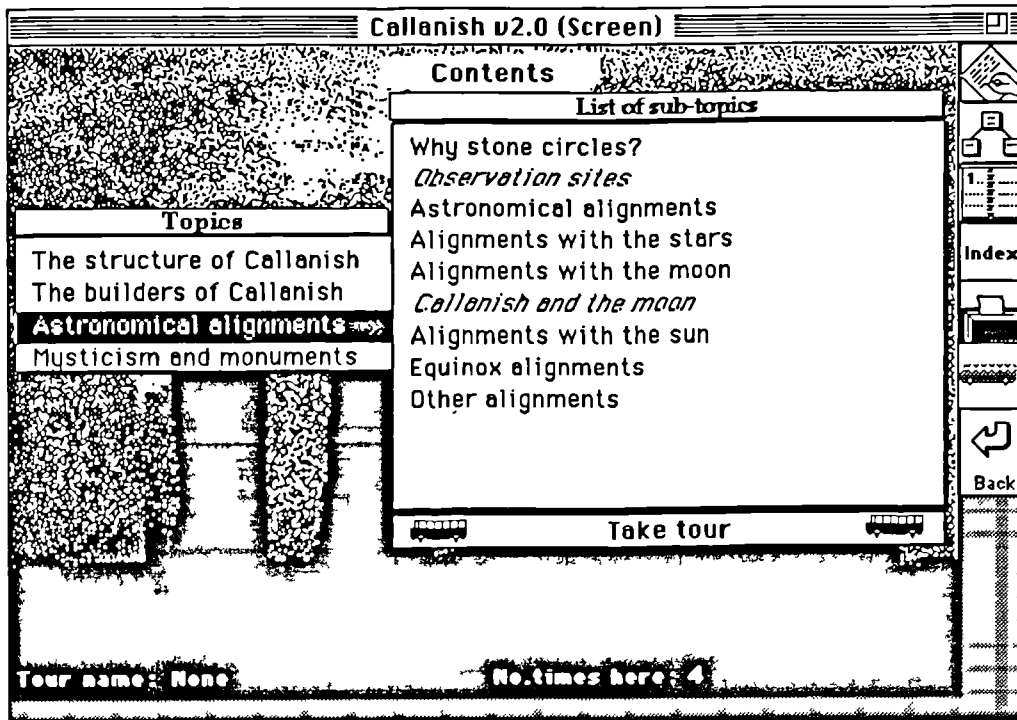 Callanish v2.0 (Screen)
Contents
List of sub-topics
Why stone circles?
Observation sites
Astronomical alignments
Alignments with the stars
Alignments with the moon
Callanish and the moon
Alignments with the sun
Equinox alignments
Other alignments
Take tour
Topics
The structure of Callanish
The builders of Callanish
Astronomical alignments
Mysticism and monuments
1..
Index
Back
Tour name: None
No.times here: 4